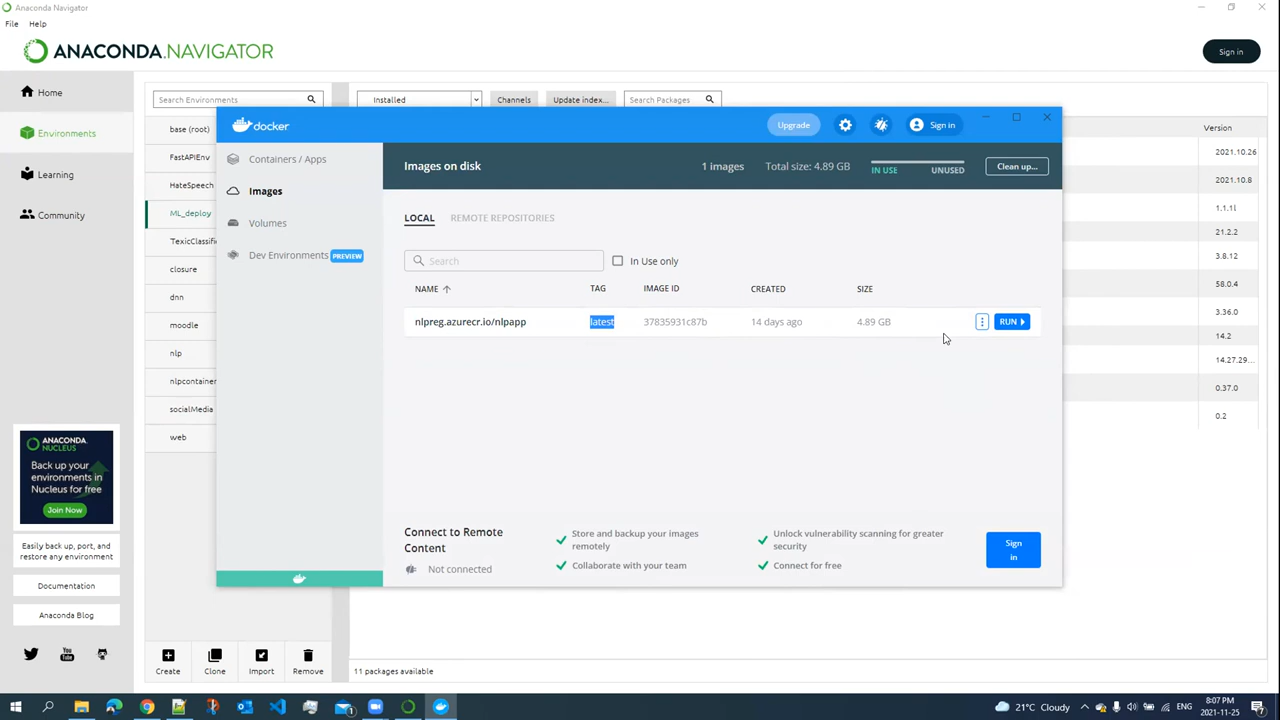 Anaconda Navigator
File Help
ANACONDA.NAVIGATOR
Sign in
Home
Environments
Learning
Community
Search Environments
Installed
Channels
Update index...
Search Packages
base (root)
FastAPIEnv
HateSpeech
ML_deploy
TexicClassifi
closure
dnn
moodle
nlp
nlpcontainer
socialMedia
web
Version
2021.10.26
2021.10.8
1.1.1l
21.2.2
3.8.12
58.0.4
3.36.0
14.2
14.27.29...
0.37.0
0.2
docker
Upgrade
Sign in
Containers / Apps
Images
Volumes
Dev Environments PREVIEW
Images on disk
1 images
Total size: 4.89 GB
IN USE
UNUSED
Clean up...
LOCAL
REMOTE REPOSITORIES
Search
In Use only
NAME
TAG
IMAGE ID
CREATED
SIZE
nlpreg.azurecr.io/nlpapp
latest
37835931c87b
14 days ago
4.89 GB
RUN
Connect to Remote
Content
Not connected
Store and backup your images
remotely
Collaborate with your team
Unlock vulnerability scanning for greater
security
Connect for free
Sign
in
ANACONDA.
NUCLEUS
Back up your
environments in
Nucleus for free
Join Now
Easily back up, port, and
restore any environment
Documentation
Anaconda Blog
Create
Clone
Import
Remove
11 packages available
21°C Cloudy
8:07 PM
2021-11-25